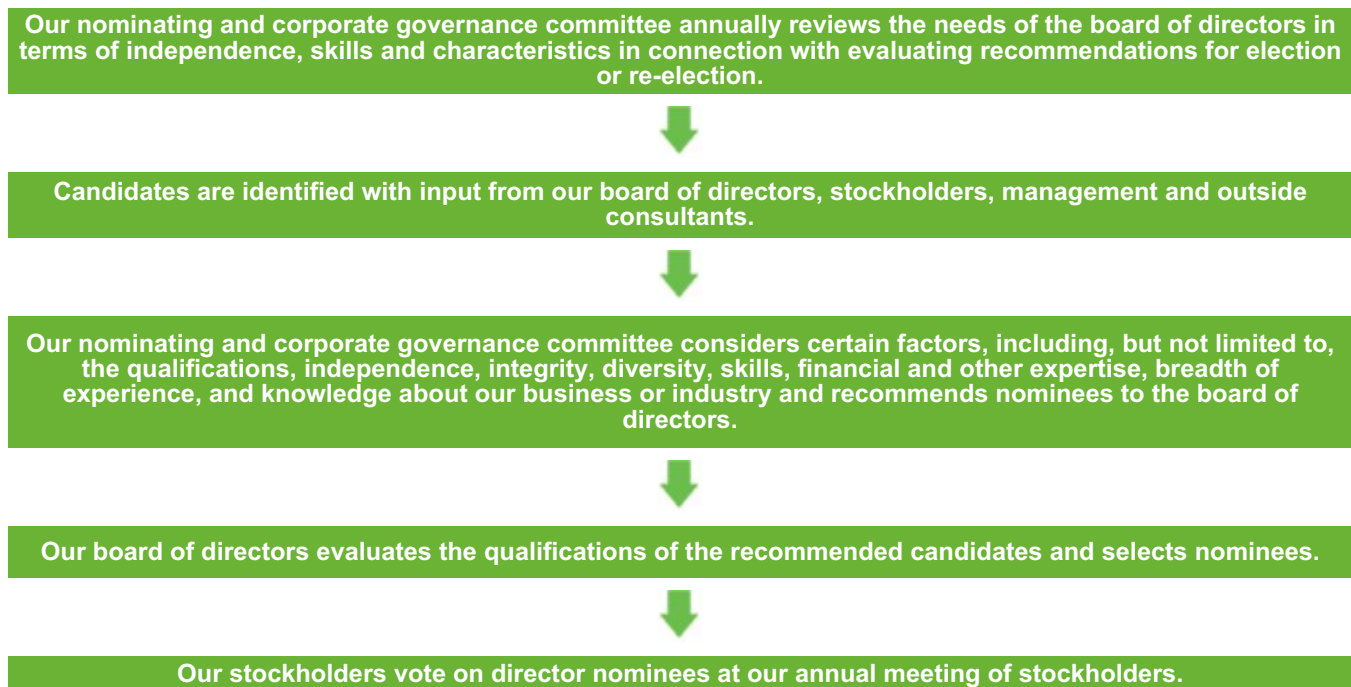 Our nominating and corporate governance committee annually reviews the needs of the board of directors in
terms of independence, skills and characteristics in connection with evaluating recommendations for election
or re-election.
Candidates are identified with input from our board of directors, stockholders, management and outside
consultants.
Our nominating and corporate governance committee considers certain factors, including, but not limited to,
the qualifications, independence, integrity, diversity, skills, financial and other expertise, breadth of
experience, and knowledge about our business or industry and recommends nominees to the board of
directors.
Our board of directors evaluates the qualifications of the recommended candidates and selects nominees.
Our stockholders vote on director nominees at our annual meeting of stockholders.